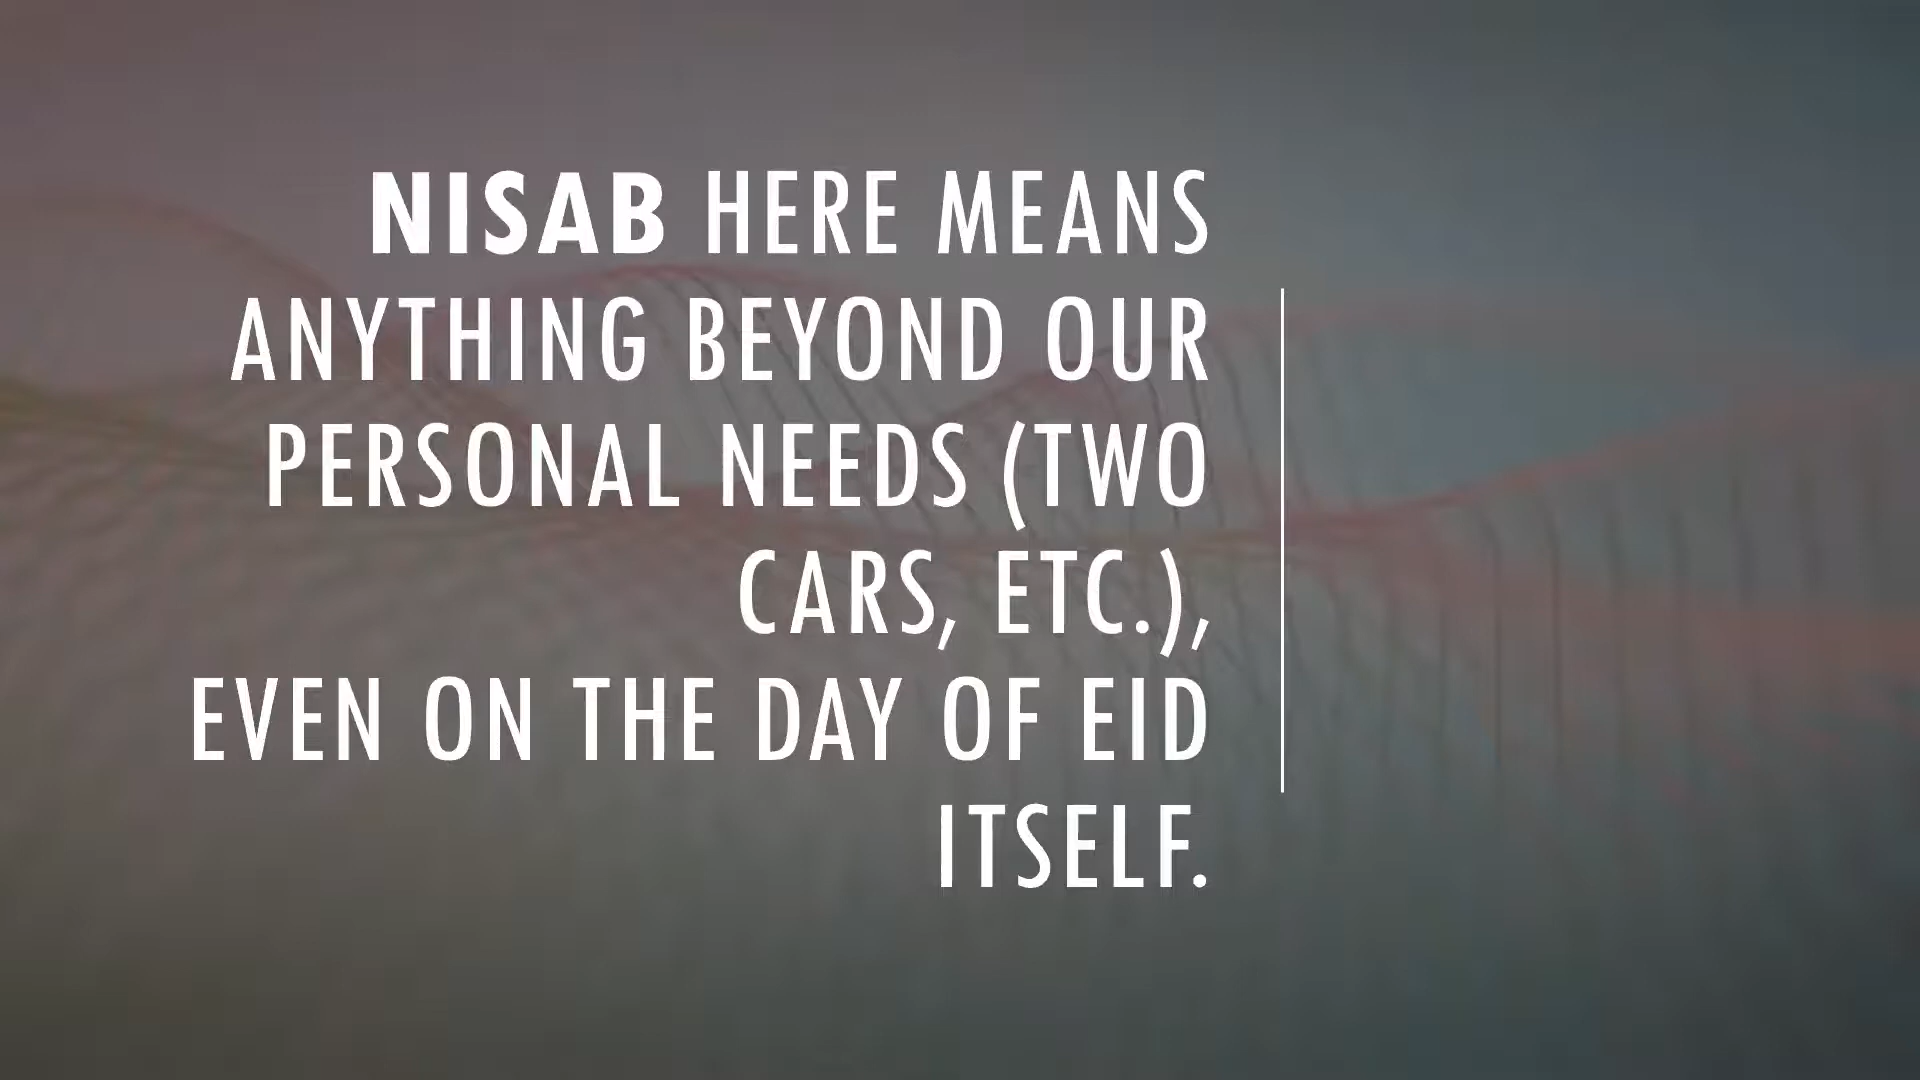 NISAB HERE MEANS
ANYTHING BEYOND OUR
PERSONAL NEEDS (TWO
CARS, ETC.),
EVEN ON THE DAY OF EID
ITSELF.